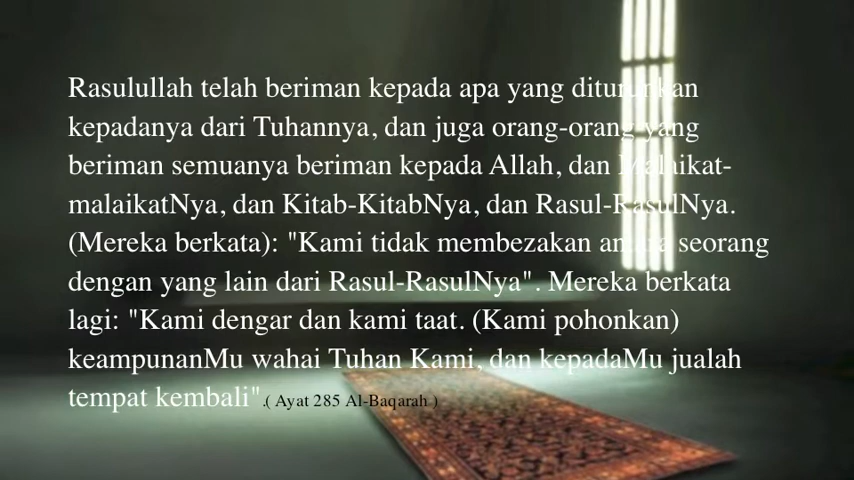 Rasulullah telah beriman kepada apa yang diturunkan
kepadanya dari Tuhannya, dan juga orang-orang yang
beriman semuanya beriman kepada Allah, dan Malaikat-
malaikatNya, dan Kitab-KitabNya, dan Rasul-RasulNya.
(Mereka berkata): "Kami tidak membezakan antara seorang
dengan yang lain dari Rasul-RasulNya". Mereka berkata
lagi: "Kami dengar dan kami taat. (Kami pohonkan)
keampunanMu wahai Tuhan Kami, dan kepadaMu jualah
tempat kembali".( Ayat 285 Al-Baqarah )